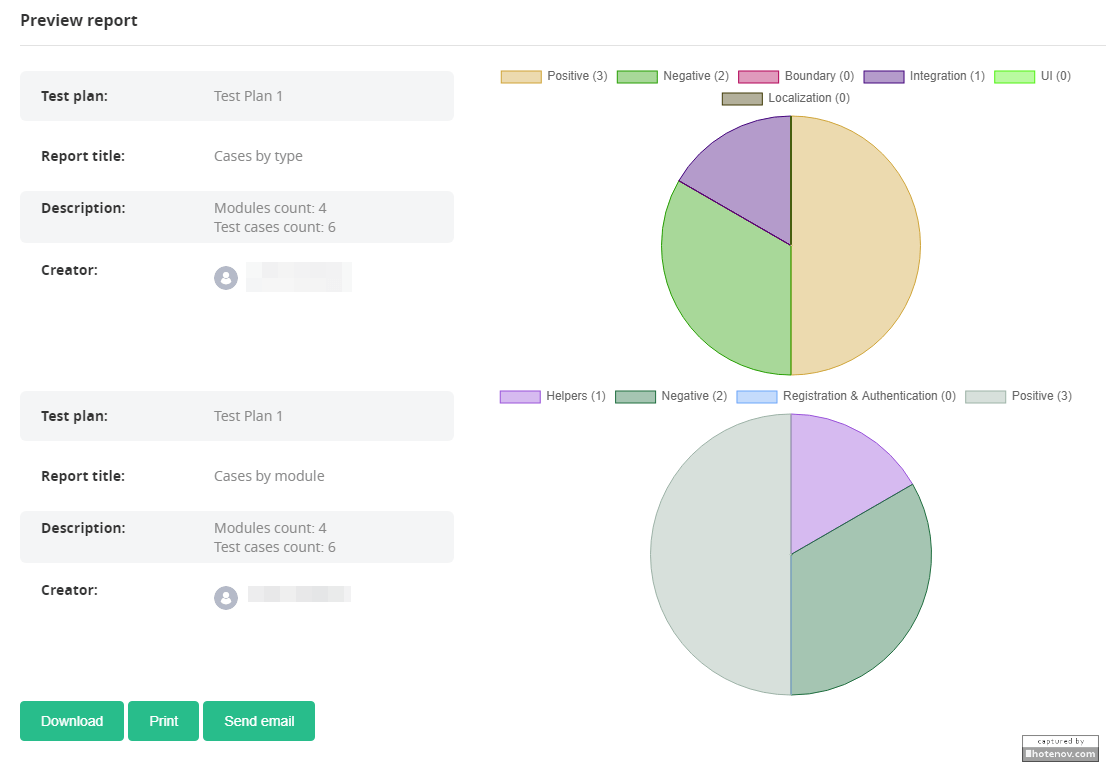 Preview report
Test plan: Test Plan 1
Report title: Cases by type
Description: Modules count: 4
Test cases count: 6
Creator:
Positive (3) Negative (2) Boundary (0) Integration (1) UI (0)
Localization (0)
Test plan: Test Plan 1
Report title: Cases by module
Description: Modules count: 4
Test cases count: 6
Creator:
Helpers (1) Negative (2) Registration & Authentication (0) Positive (3)
Download Print Send email
captured by
hotenov.com